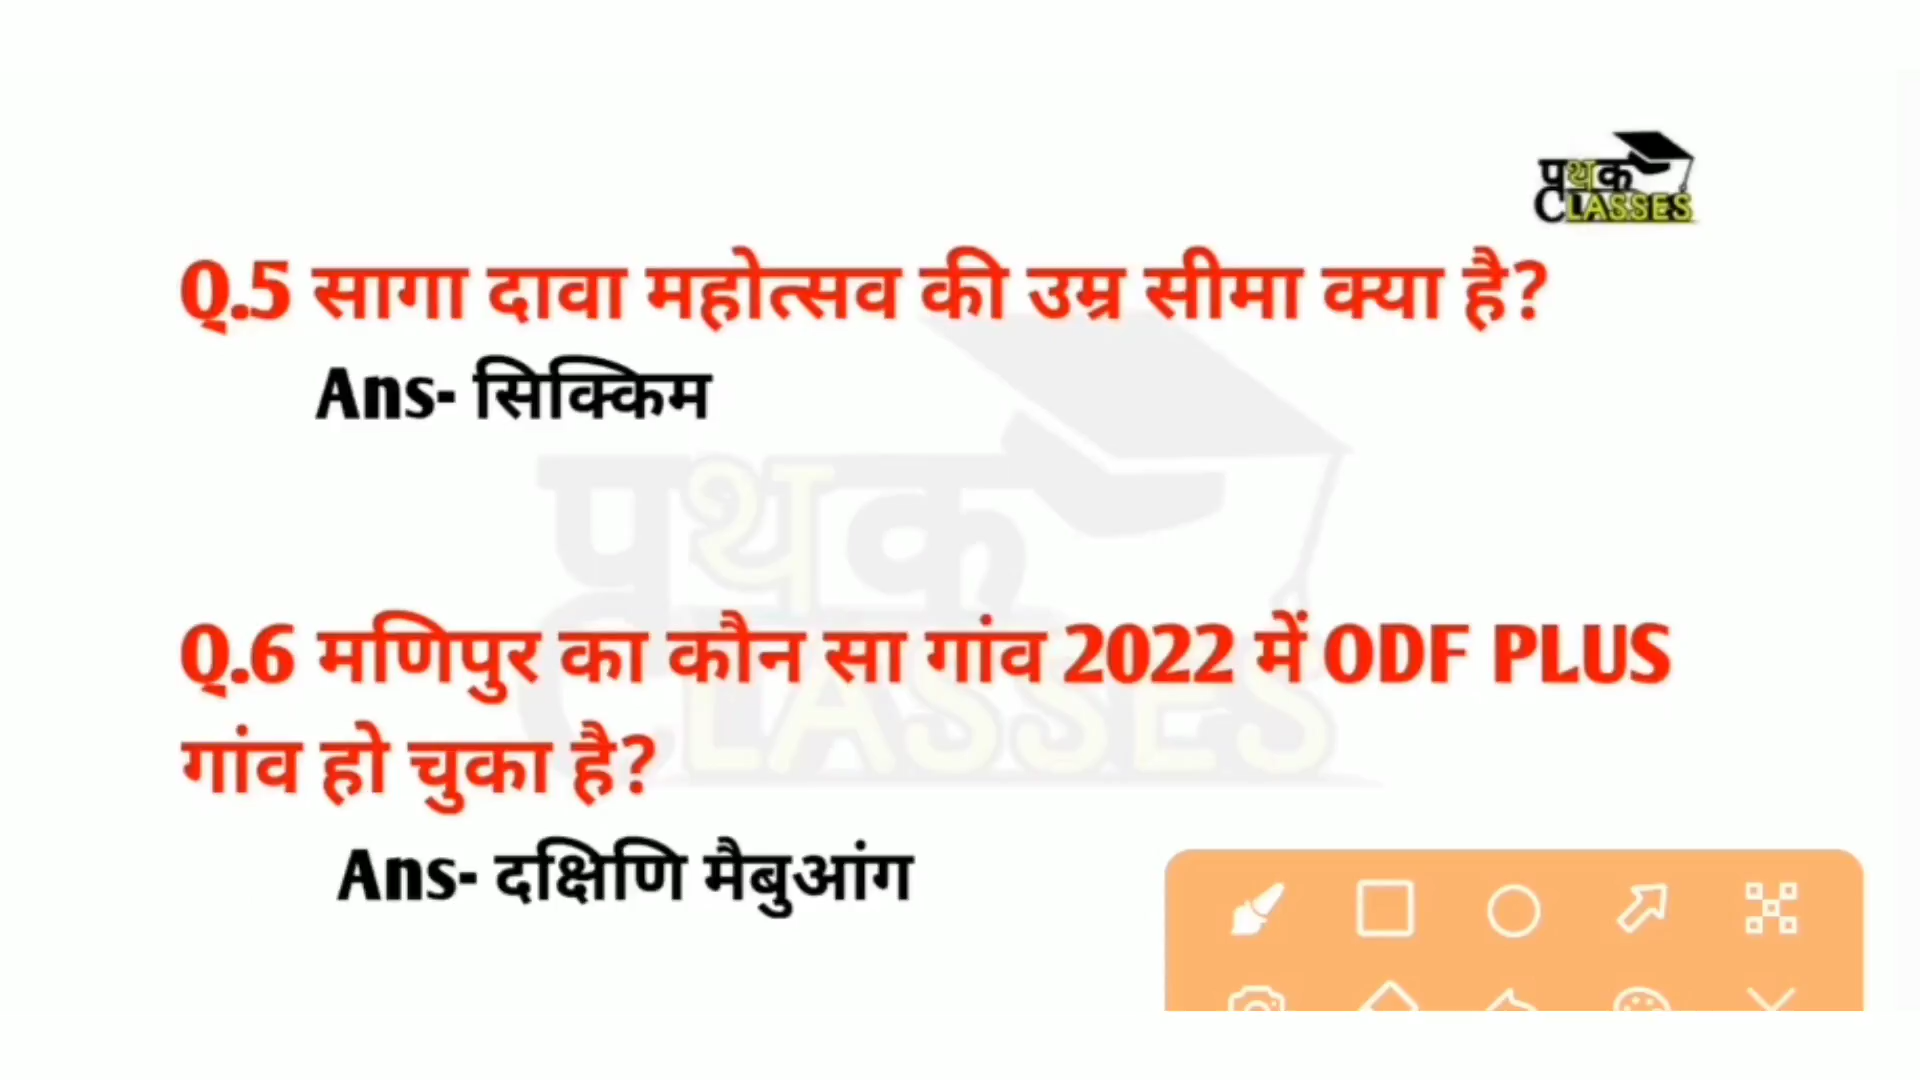 पृथक
CLASSES
Q.5 सागा दावा महोत्सव की उम्र सीमा क्या है?
Ans- सिक्किम
Q.6 मणिपुर का कौन सा गांव 2022 में ODF PLUS
गांव हो चुका है?
Ans- दक्षिणि मैबुआंग